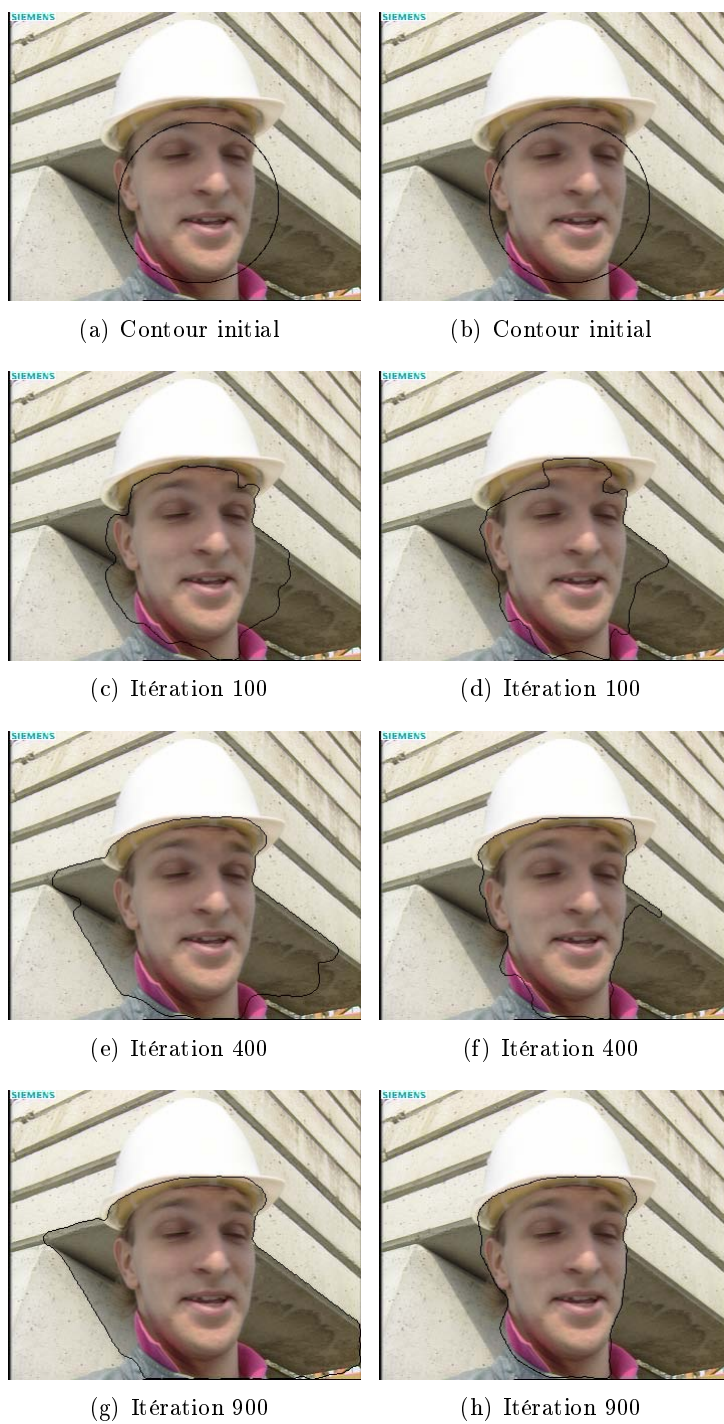 SIEMENS SIEMENS
(a) Contour initial (b) Contour initial
SIEMENS SIEMENS
(c) Itération 100 (d) Itération 100
SIEMENS SIEMENS
(e) Itération 400 (f) Itération 400
SIEMENS SIEMENS
(g) Itération 900 (h) Itération 900